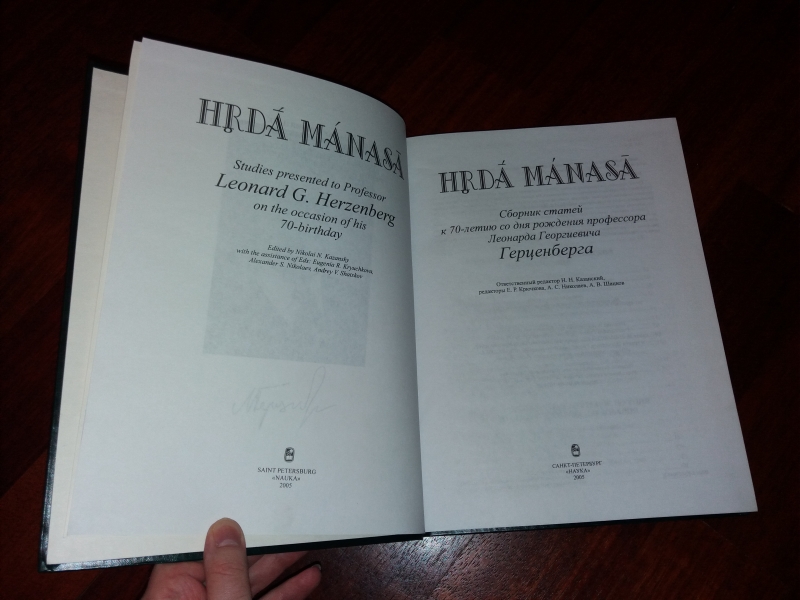 HṚDÁ MÁNASĀ
Studies presented to Professor
Leonard G. Herzenberg
on the occasion of his
70-birthday
Edited by Nikolai N. Kazansky
with the assistance of Eds: Eugenia R. Kryuchkova,
Alexander S. Nikolaev, Andrey V. Shatskov
SAINT PETERSBURG
«NAUKA»
2005
HṚDÁ MÁNASĀ
Сборник статей
к 70-летию со дня рождения профессора
Леонарда Георгиевича
Герценберга
Ответственный редактор Н. Н. Казанский,
редакторы Е. Р. Крючкова, А. С. Николаев, А. В. Шацков
САНКТ-ПЕТЕРБУРГ
«НАУКА»
2005